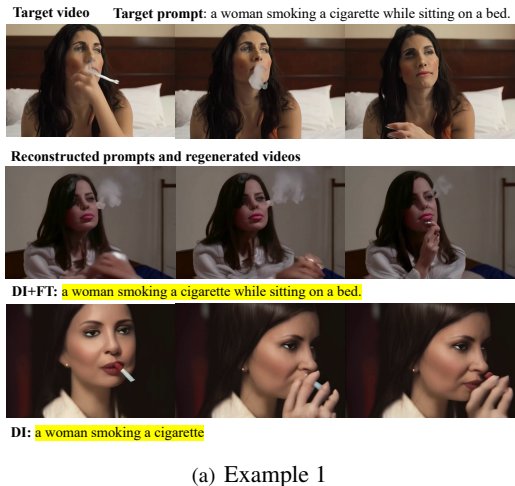 Target video Target prompt: a woman smoking a cigarette while sitting on a bed.
Reconstructed prompts and regenerated videos
DI+FT: a woman smoking a cigarette while sitting on a bed.
DI: a woman smoking a cigarette
(a) Example 1